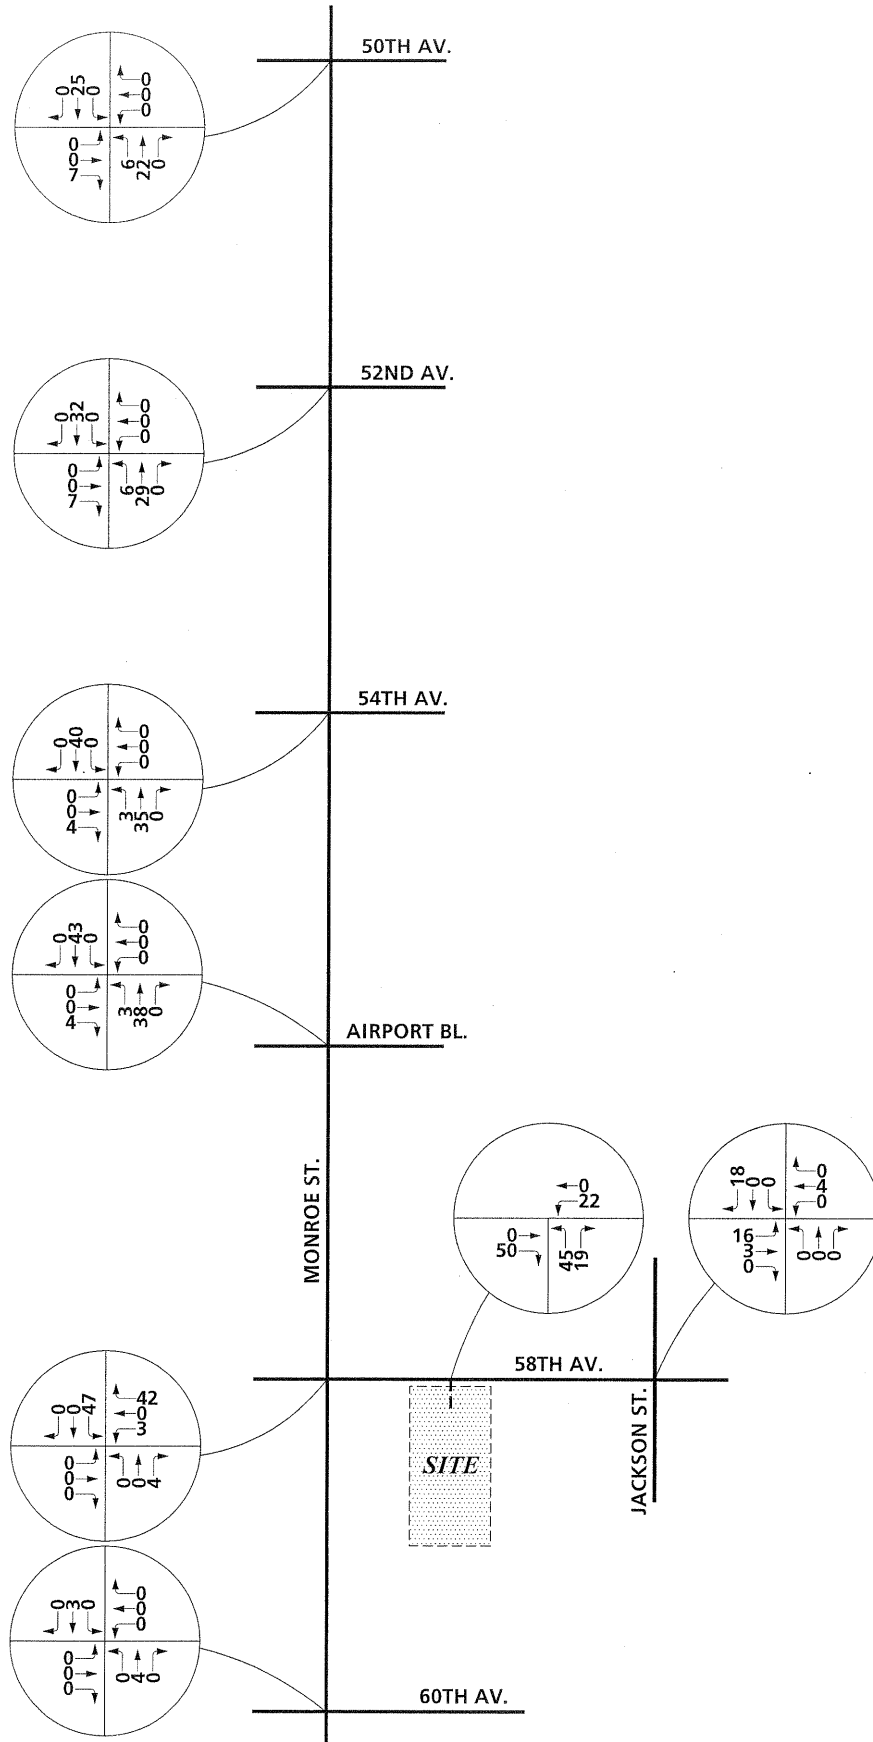 50TH AV.
0 25 0
0
0
0
0
0
7
6 22 0
52ND AV.
0 32 0
0
0
0
0
0
7
6 29 0
54TH AV.
0 40 0
0
0
0
0
0
4
3 35 0
0 43 0
0
0
0
0
0
4
3 38 0
AIRPORT BL.
MONROE ST.
0
22
0
50
45 19
18 0 0
0
4
0
16
3
0
0 0 0
58TH AV.
JACKSON ST.
SITE
0 0 47
42
0
3
0
0
0
0 0 4
0 3 0
0
0
0
0
0
0
0 4 0
60TH AV.